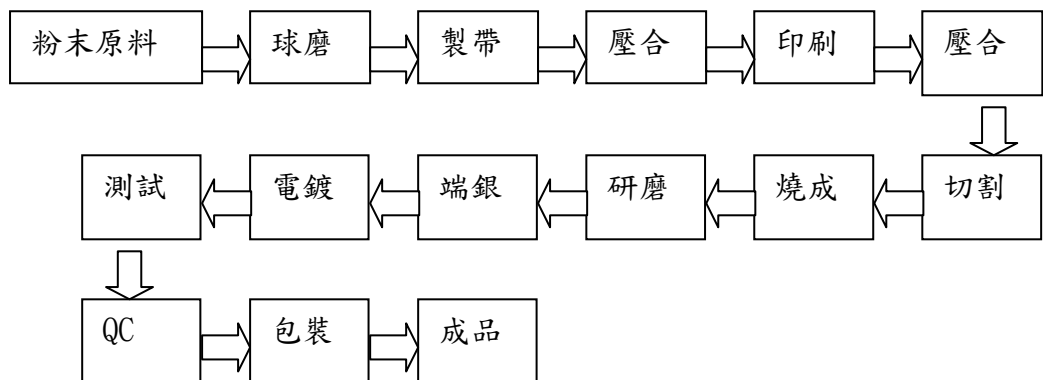 粉末原料
球磨
製帶
壓合
印刷
壓合
切割
燒成
研磨
端銀
電鍍
測試
QC
包裝
成品